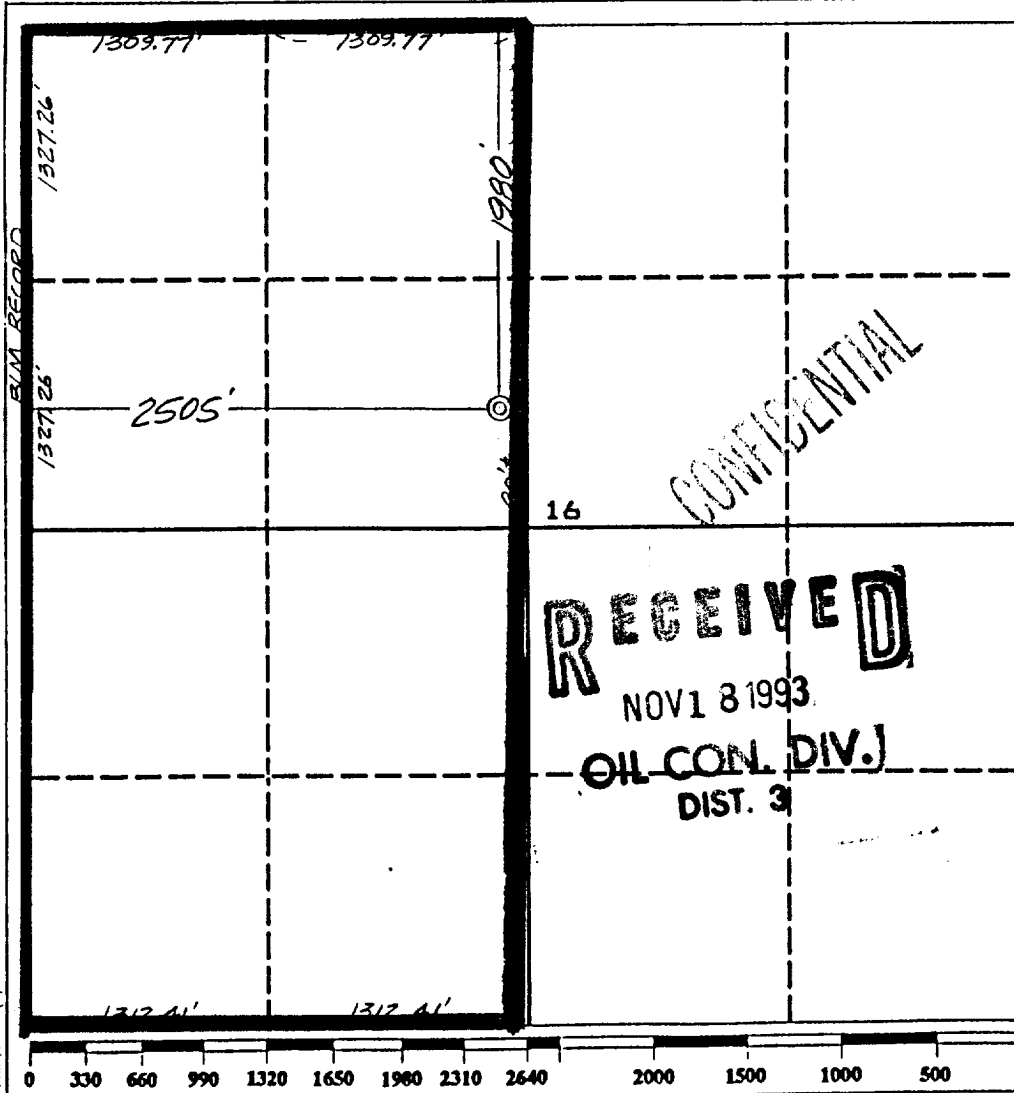 1309.77' - 1309.77'
1327.26'
1980'
BLM RECORD
1327.26'
2505'
CONFIDENTIAL
16
RECEIVED
NOV 1 8 1993
OIL CON. DIV.
DIST. 3
1312.41' 1312.41'
0 330 660 990 1320 1650 1980 2310 2640 2000 1500 1000 500